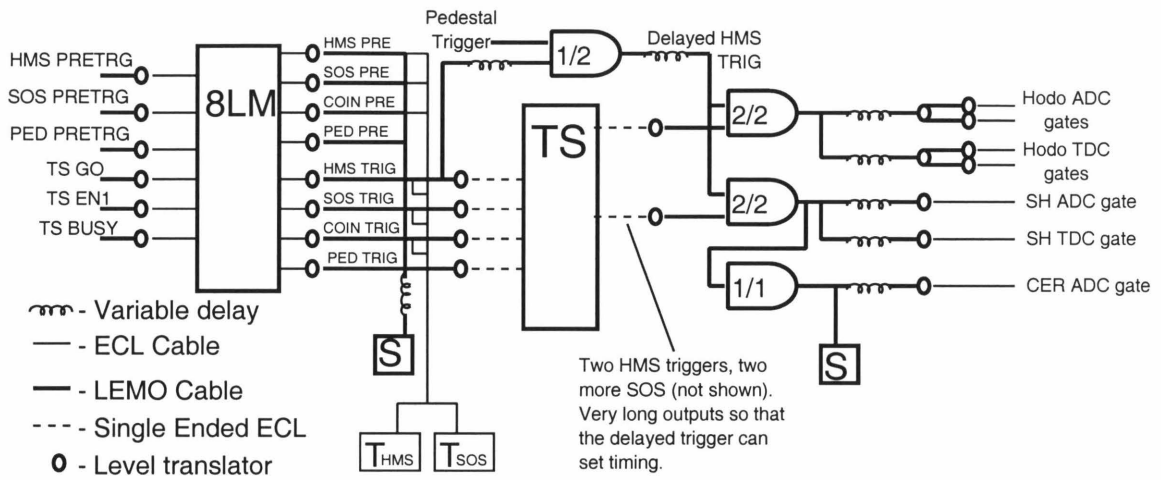 Pedestal
Trigger
1/2
Delayed HMS
TRIG
HMS PRETRG
SOS PRETRG
PED PRETRG
TS GO
TS EN1
TS BUSY
8LM
HMS PRE
SOS PRE
COIN PRE
PED PRE
HMS TRIG
SOS TRIG
COIN TRIG
PED TRIG
TS
2/2
2/2
1/1
Hodo ADC
gates
Hodo TDC
gates
SH ADC gate
SH TDC gate
CER ADC gate
S
S
THMS
TSOS
Two HMS triggers, two
more SOS (not shown).
Very long outputs so that
the delayed trigger can
set timing.
- Variable delay
- ECL Cable
- LEMO Cable
- Single Ended ECL
- Level translator